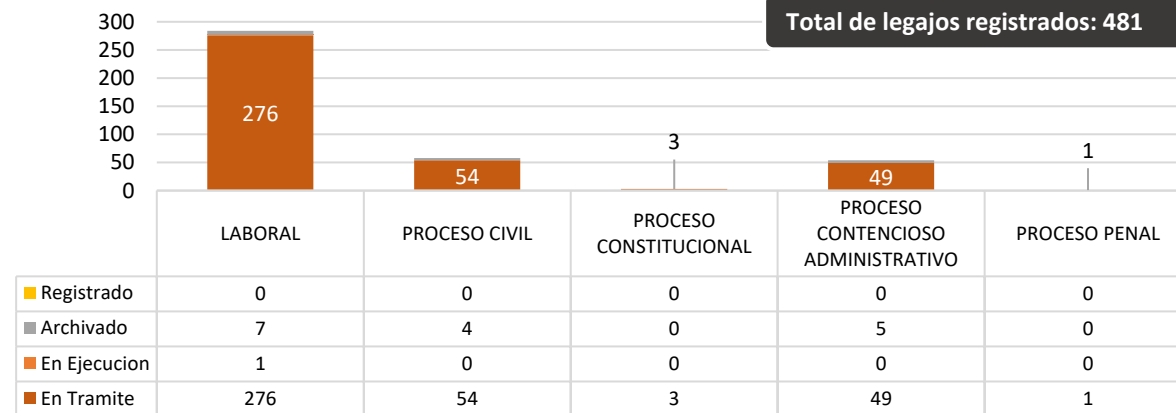 Total de legajos registrados: 481
300
250
200
150
100
50
0
276
54
3
49
1
LABORAL
PROCESO CIVIL
PROCESO
CONSTITUCIONAL
PROCESO
CONTENCIOSO
ADMINISTRATIVO
PROCESO PENAL
Registrado 0 0 0 0 0
Archivado 7 4 0 5 0
En Ejecucion 1 0 0 0 0
En Tramite 276 54 3 49 1